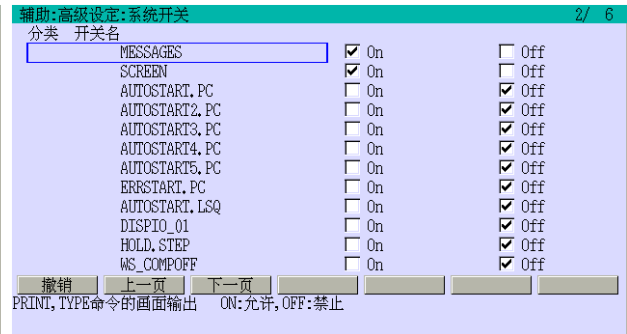 辅助:高级设定:系统开关 2/ 6
分类 开关名
MESSAGES On Off
SCREEN On Off
AUTOSTART.PC On Off
AUTOSTART2.PC On Off
AUTOSTART3.PC On Off
AUTOSTART4.PC On Off
AUTOSTART5.PC On Off
ERRSTART.PC On Off
AUTOSTART.LSQ On Off
DISPIO_01 On Off
HOLD.STEP On Off
WS_COMPOFF On Off
撤销 上一页 下一页
PRINT,TYPE命令的画面输出 ON:允许,OFF:禁止